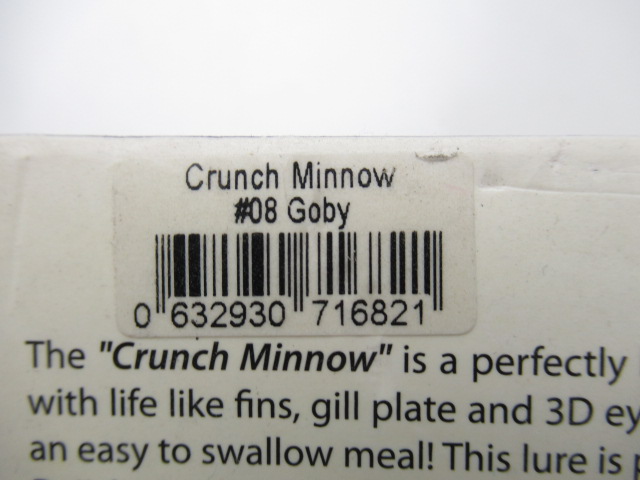 Crunch Minnow
#08 Goby
0 632930 716821
The "Crunch Minnow" is a perfectly
with life like fins, gill plate and 3D
an easy to swallow meal! This lure is